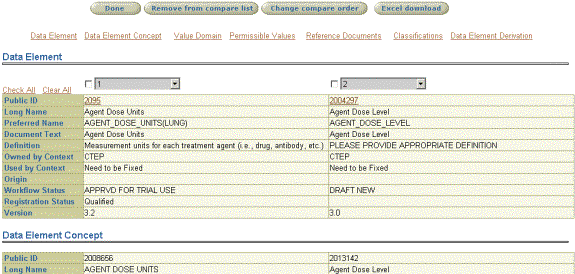 Done Remove from compare list Change compare order Excel download
Data Element Data Element Concept Value Domain Permissible Values Reference Documents Classifications Data Element Derivation
Data Element
Check All Clear All 1 2
Public ID 2095 2004297
Long Name Agent Dose Units Agent Dose Level
Preferred Name AGENT_DOSE_UNITS(LUNG) AGENT_DOSE_LEVEL
Document Text Agent Dose Units Agent Dose Level
Definition Measurement units for each treatment agent (i.e., drug, antibody, etc.) PLEASE PROVIDE APPROPRIATE DEFINITION
Owned by Context CTEP CTEP
Used by Context Need to be Fixed Need to be Fixed
Origin
Workflow Status APPRVD FOR TRIAL USE DRAFT NEW
Registration Status Qualified
Version 3.2 3.0
Data Element Concept
Public ID 2008656 2013142
Long Name AGENT DOSE UNITS Agent Dose Level